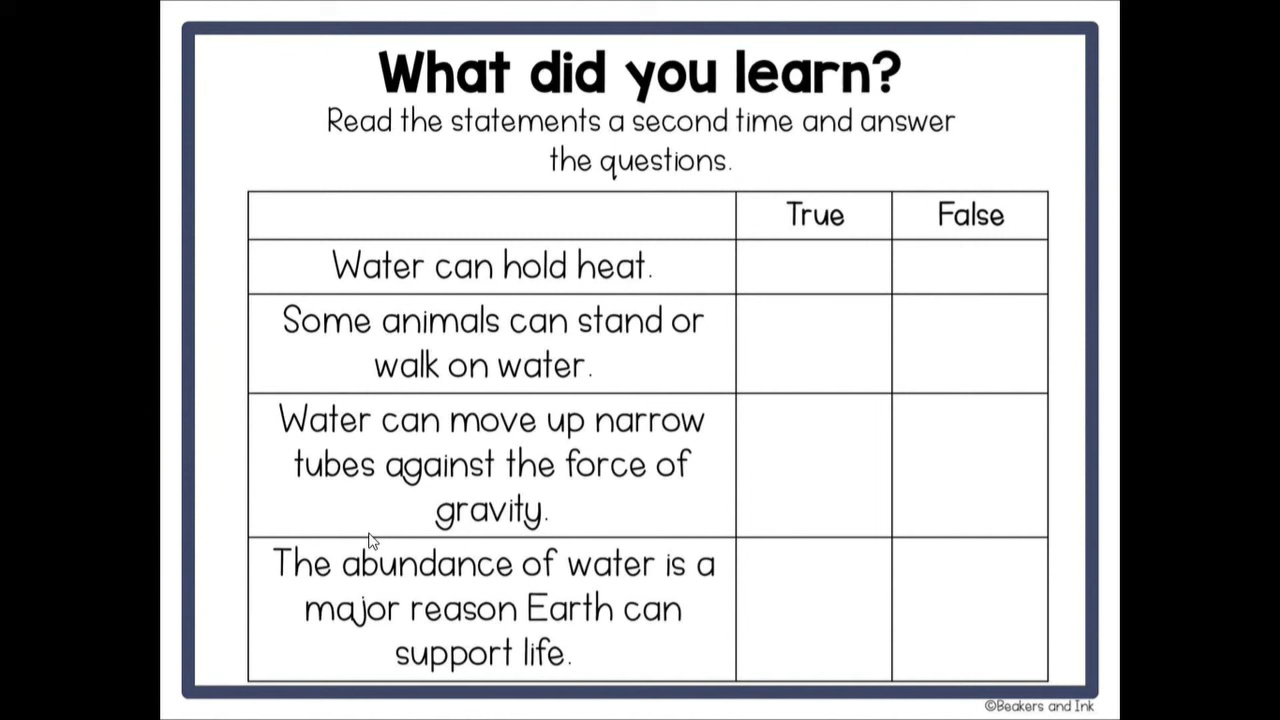 What did you learn?
Read the statements a second time and answer
the questions.
True
False
Water can hold heat.
Some animals can stand or
walk on water.
Water can move up narrow
tubes against the force of
gravity.
The abundance of water is a
major reason Earth can
support life.
©Beakers and Ink